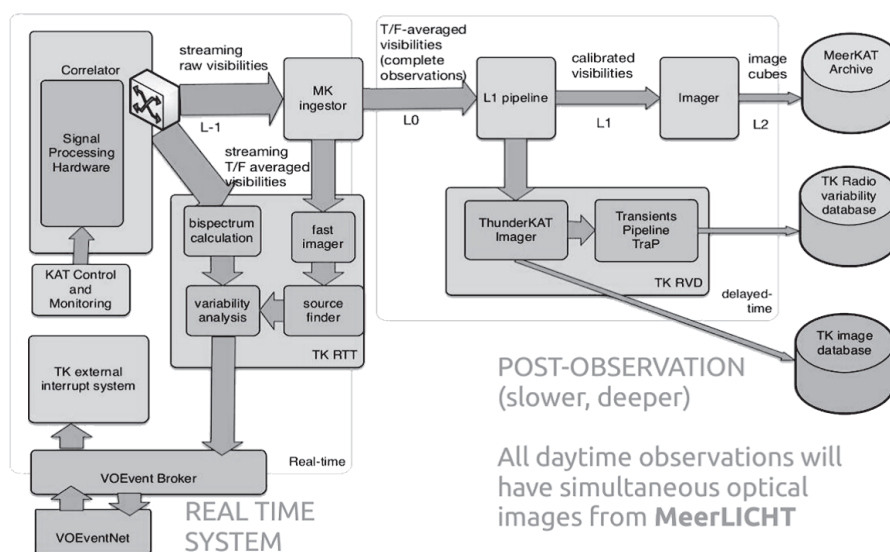 Correlator
Signal
Processing
Hardware
KAT Control
and
Monitoring
streaming
raw visibilities
L-1
streaming
T/F averaged
visibilities
MK
ingestor
bispectrum
calculation
fast
imager
variability
analysis
source
finder
TK RTT
TK external
interrupt system
Real-time
VOEvent Broker
VOEventNet
REAL TIME
SYSTEM
T/F-averaged
visibilities
(complete
observations)
L0
L1 pipeline
calibrated
visibilities
L1
Imager
image
cubes
L2
MeerKAT
Archive
ThunderKAT
Imager
Transients
Pipeline
TraP
TK RVD
TK Radio
variability
database
delayed-
time
TK image
database
POST-OBSERVATION
(slower, deeper)
All daytime observations will
have simultaneous optical
images from MeerLICHT